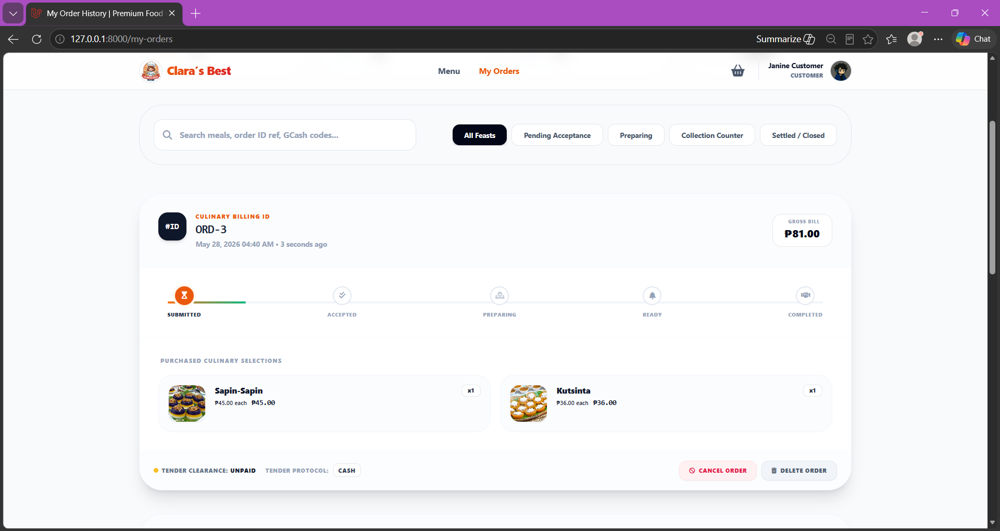 My Order History | Premium Food
127.0.0.1:8000/my-orders
Summarize
Chat
Clara´s Best
Menu
My Orders
Janine Customer
CUSTOMER
Search meals, order ID ref, GCash codes...
All Feasts
Pending Acceptance
Preparing
Collection Counter
Settled / Closed
#ID
CULINARY BILLING ID
ORD-3
May 28, 2026 04:40 AM • 3 seconds ago
GROSS BILL
₱81.00
SUBMITTED
ACCEPTED
PREPARING
READY
COMPLETED
PURCHASED CULINARY SELECTIONS
Sapin-Sapin
x1
₱45.00 each ₱45.00
Kutsinta
x1
₱36.00 each ₱36.00
TENDER CLEARANCE: UNPAID
TENDER PROTOCOL: CASH
CANCEL ORDER
DELETE ORDER